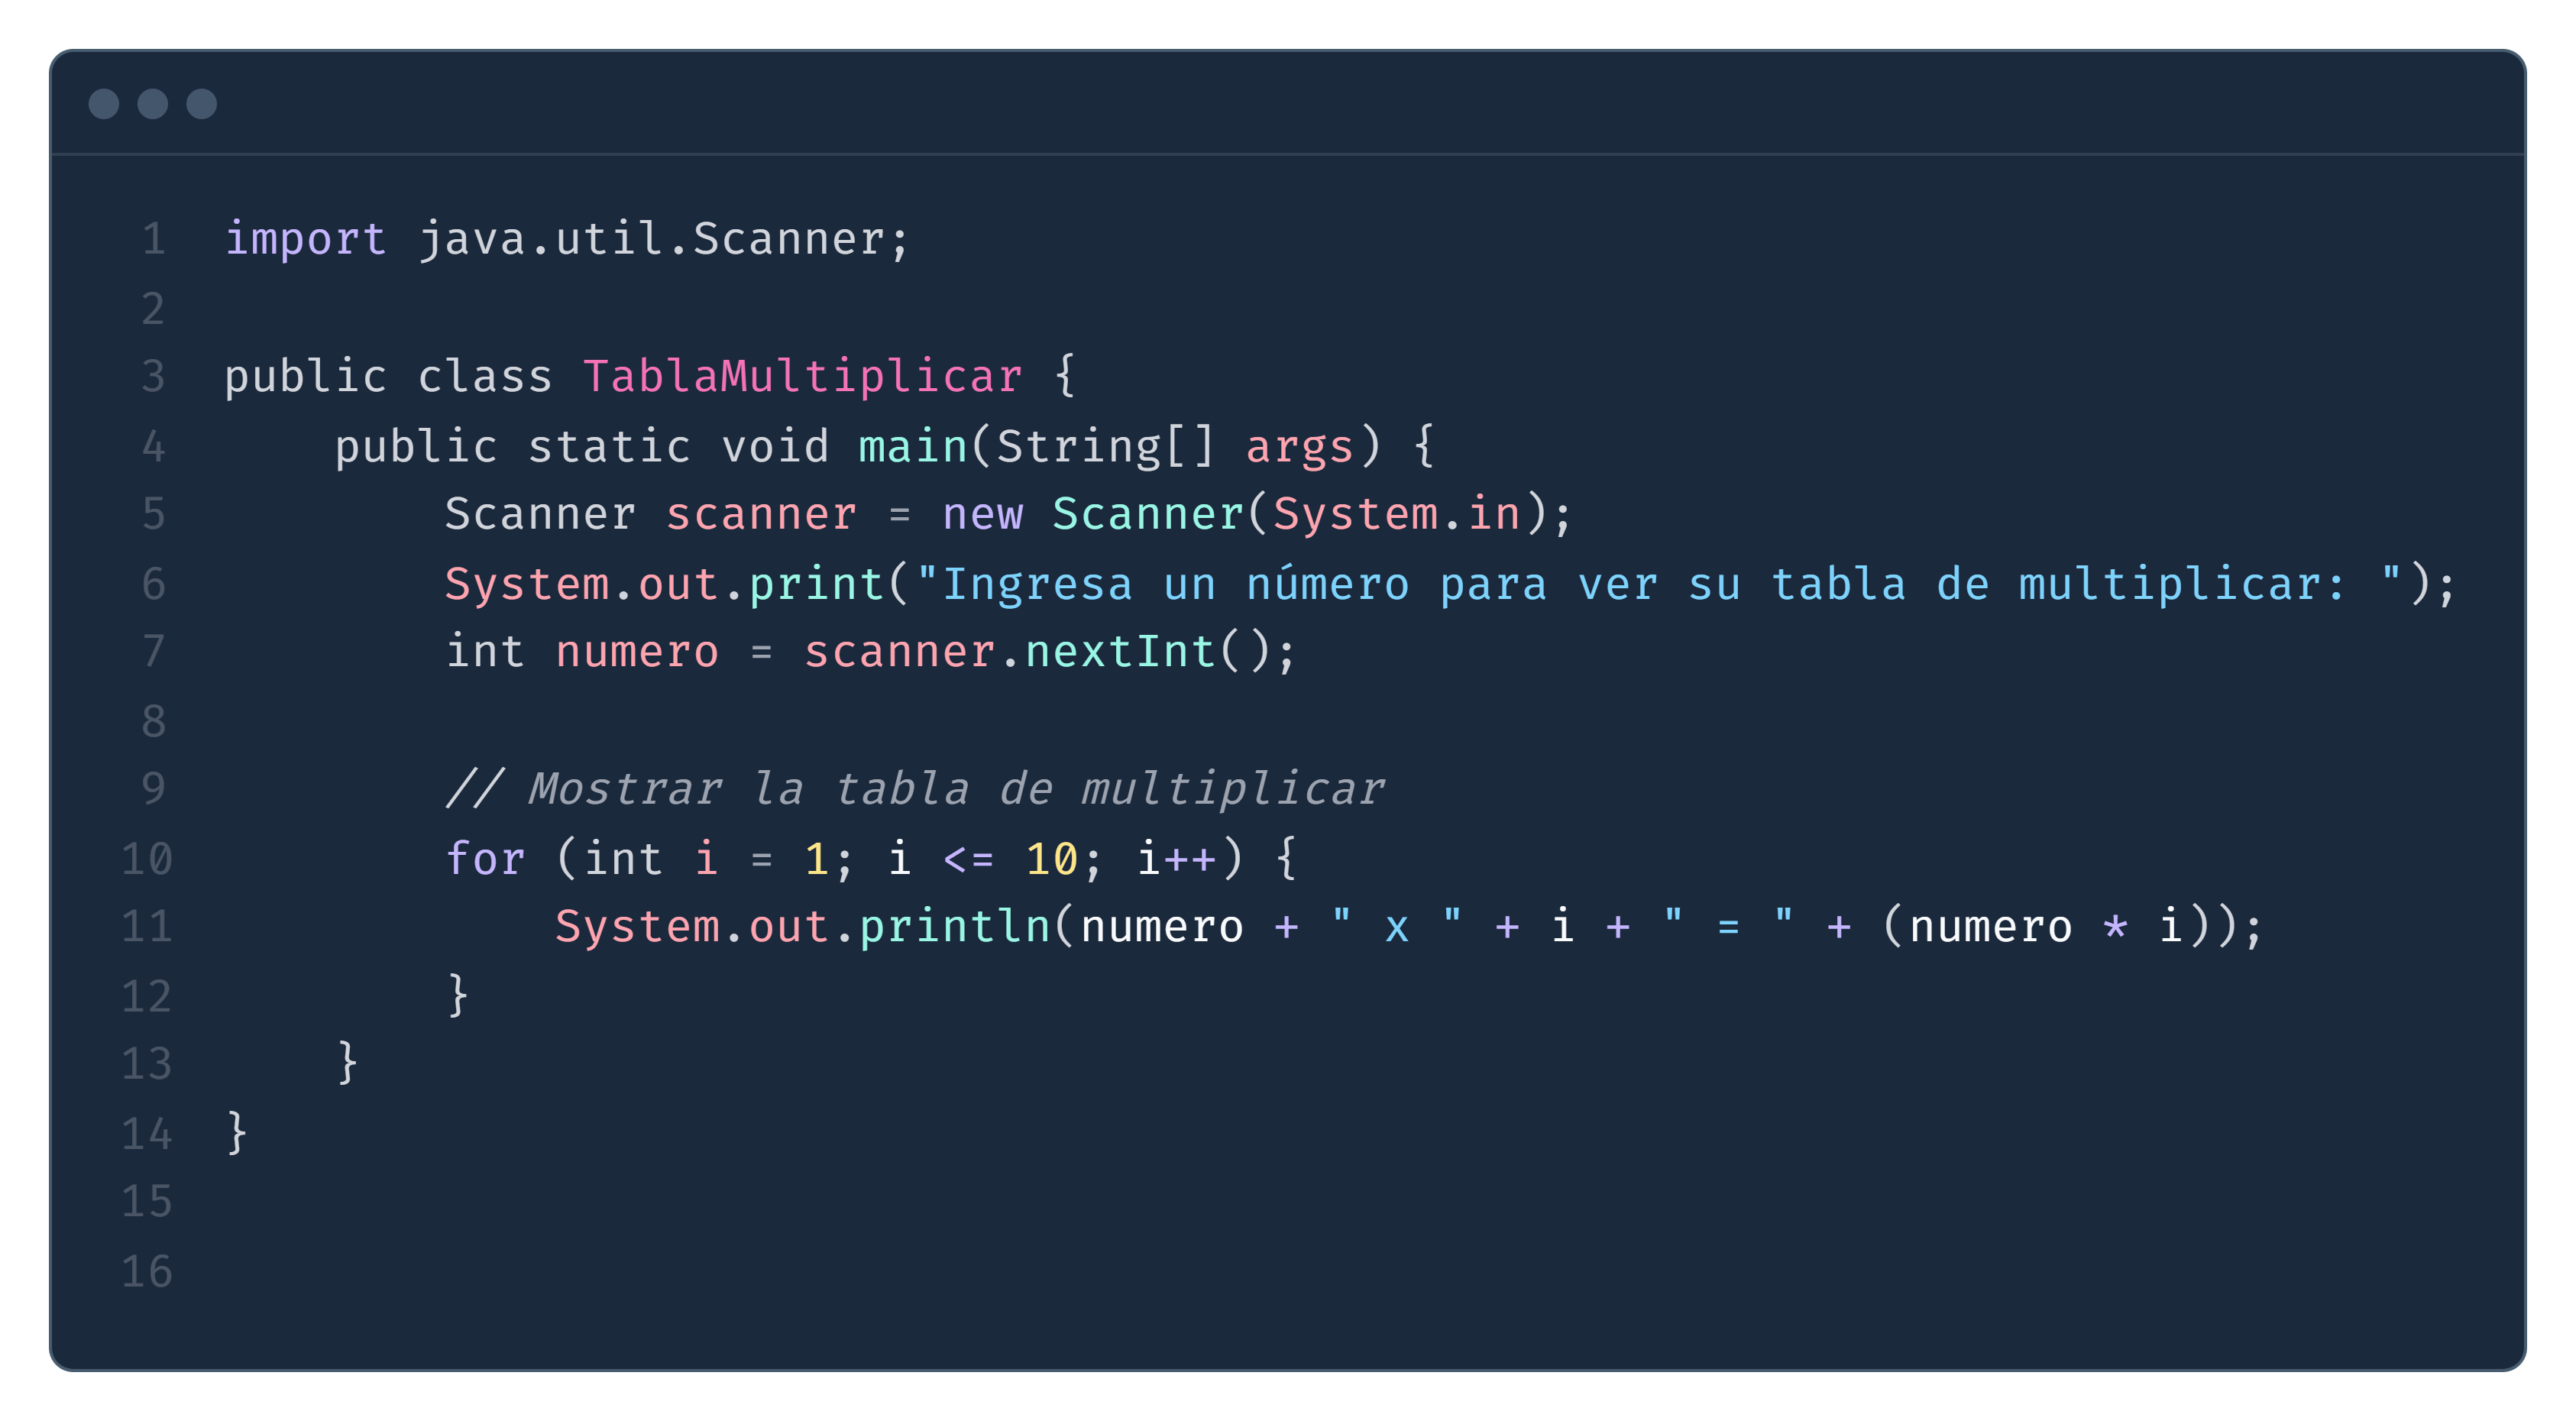 1 import java.util.Scanner;
2
3 public class TablaMultiplicar {
4     public static void main(String[] args) {
5         Scanner scanner = new Scanner(System.in);
6         System.out.print("Ingresa un número para ver su tabla de multiplicar: ");
7         int numero = scanner.nextInt();
8
9         // Mostrar la tabla de multiplicar
10         for (int i = 1; i <= 10; i++) {
11             System.out.println(numero + " x " + i + " = " + (numero * i));
12         }
13     }
14 }
15
16